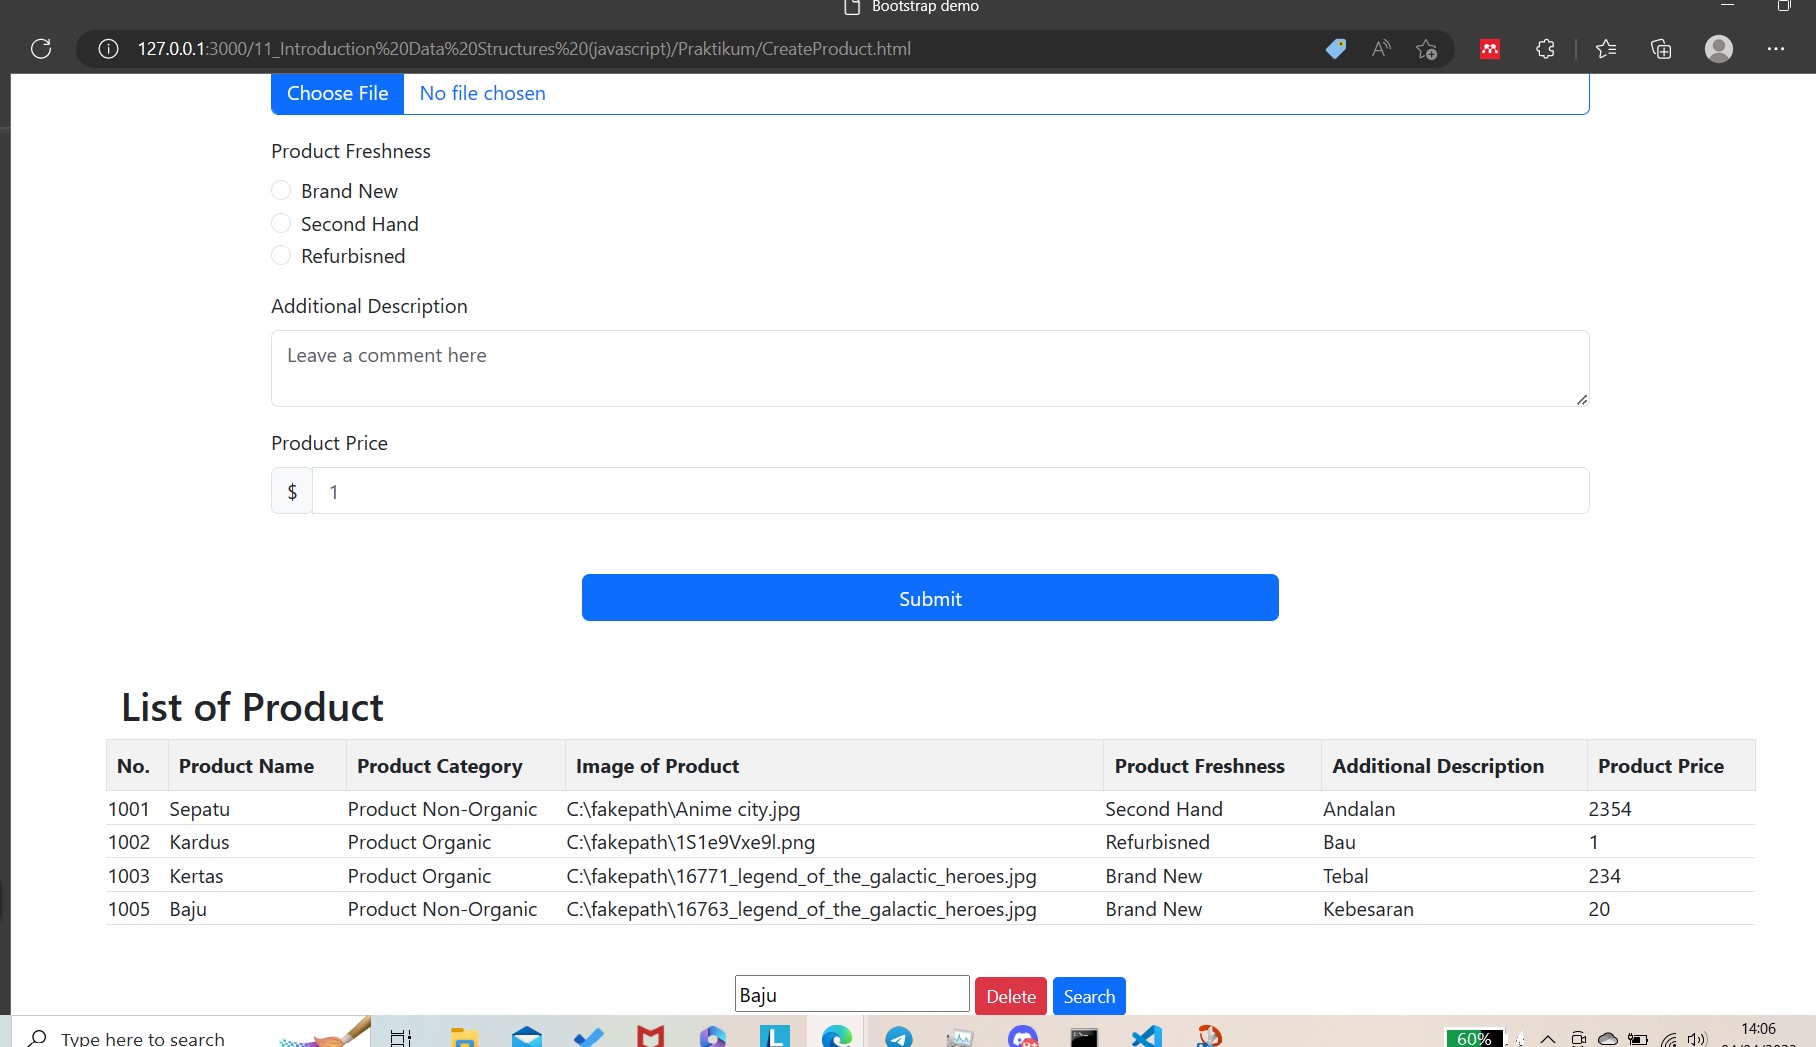 Bootstrap demo
127.0.0.1:3000/11_Introduction%20Data%20Structures%20(javascript)/Praktikum/CreateProduct.html
Choose File No file chosen
Product Freshness
Brand New
Second Hand
Refurbisned
Additional Description
Leave a comment here
Product Price
$ 1
Submit
List of Product
No. Product Name Product Category Image of Product Product Freshness Additional Description Product Price
1001 Sepatu Product Non-Organic C:\fakepath\Anime city.jpg Second Hand Andalan 2354
1002 Kardus Product Organic C:\fakepath\1S1e9Vxe9l.png Refurbisned Bau 1
1003 Kertas Product Organic C:\fakepath\16771_legend_of_the_galactic_heroes.jpg Brand New Tebal 234
1005 Baju Product Non-Organic C:\fakepath\16763_legend_of_the_galactic_heroes.jpg Brand New Kebesaran 20
Baju Delete Search
Type here to search 60% 14:06